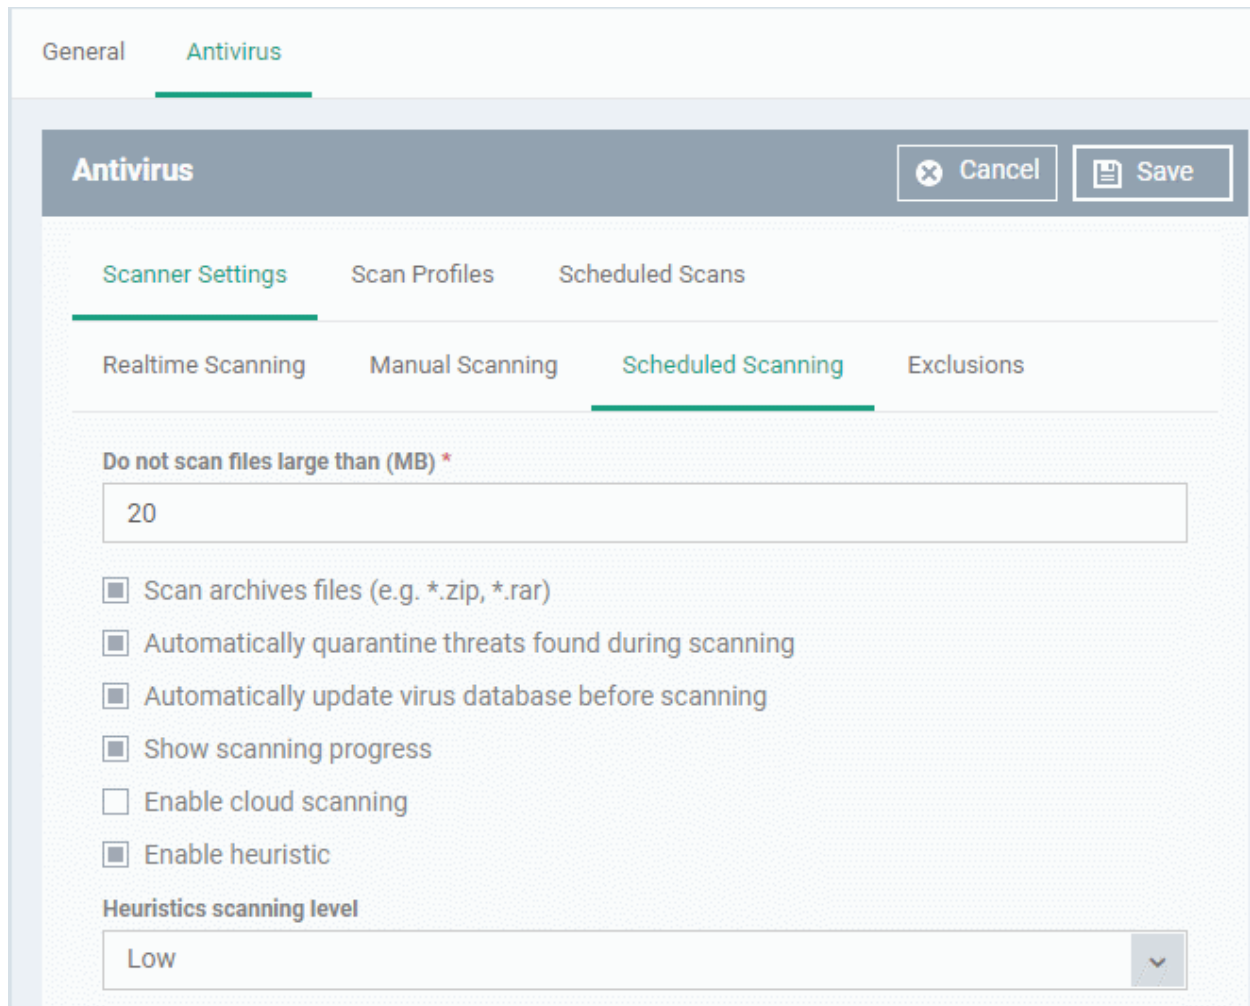 General Antivirus
Antivirus Cancel Save
Scanner Settings Scan Profiles Scheduled Scans
Realtime Scanning Manual Scanning Scheduled Scanning Exclusions
Do not scan files large than (MB) *
20
Scan archives files (e.g. *.zip, *.rar)
Automatically quarantine threats found during scanning
Automatically update virus database before scanning
Show scanning progress
Enable cloud scanning
Enable heuristic
Heuristics scanning level
Low